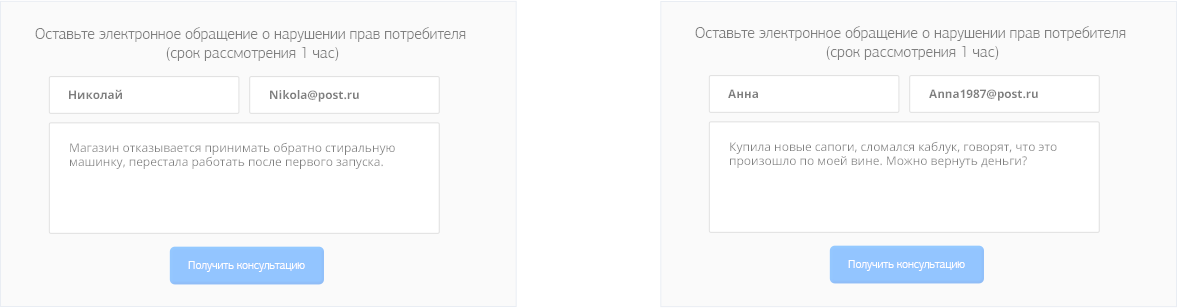 Оставьте электронное обращение о нарушении прав потребителя
(срок рассмотрения 1 час)
Николай
Nikola@post.ru
Магазин отказывается принимать обратно стиральную
машинку, перестала работать после первого запуска.
Получить консультацию
Оставьте электронное обращение о нарушении прав потребителя
(срок рассмотрения 1 час)
Анна
Anna1987@post.ru
Купила новые сапоги, сломался каблук, говорят, что это
произошло по моей вине. Можно вернуть деньги?
Получить консультацию